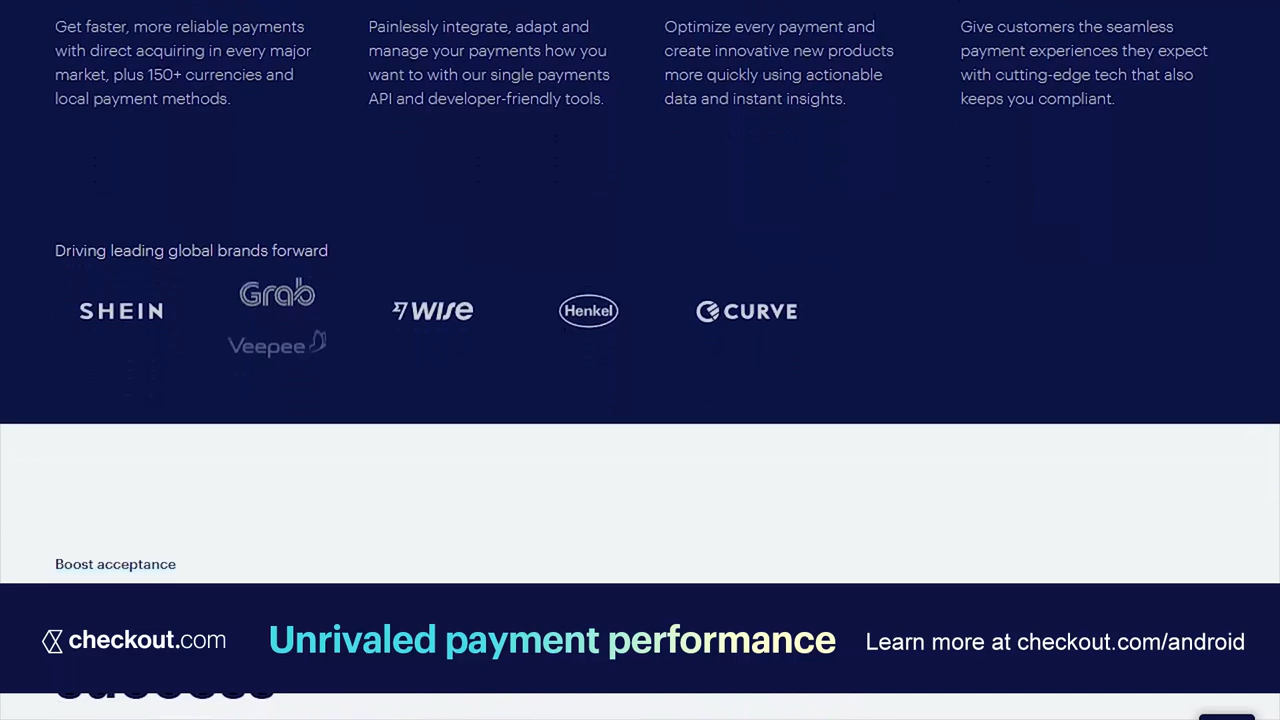 Get faster, more reliable payments
with direct acquiring in every major
market, plus 150+ currencies and
local payment methods.
Painlessly integrate, adapt and
manage your payments how you
want to with our single payments
API and developer-friendly tools.
Optimize every payment and
create innovative new products
more quickly using actionable
data and instant insights.
Give customers the seamless
payment experiences they expect
with cutting-edge tech that also
keeps you compliant.
Driving leading global brands forward
SHEIN
Grab
Veepee
WISE
Henkel
CURVE
Boost acceptance
checkout.com
Unrivaled payment performance
Learn more at checkout.com/android